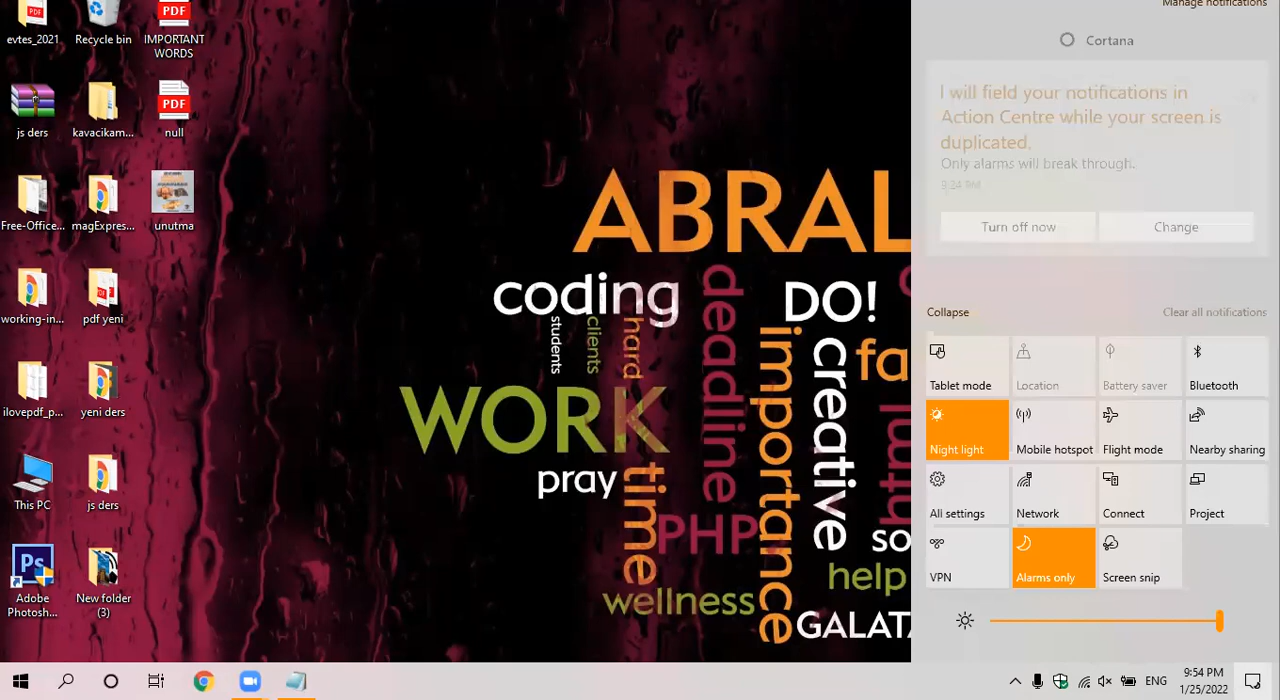 evtes_2021
Recycle bin
IMPORTANT
WORDS
js ders
kavacikam...
null
Free-Office...
magExpres...
unutma
working-in...
pdf yeni
ilovepdf_p...
yeni ders
This PC
js ders
Adobe
Photosh...
New folder
(3)
PDF
PDF
Ps
ABRAL
coding
DO!
students
clients
hard
deadline
importance
creative
fa
WORK
html
pray
time
PHP
so
help
wellness
GALATA
Manage notifications
Cortana
I will field your notifications in
Action Centre while your screen is
duplicated.
Only alarms will break through.
3:24 PM
Turn off now
Change
Collapse
Clear all notifications
Tablet mode
Location
Battery saver
Bluetooth
Night light
Mobile hotspot
Flight mode
Nearby sharing
All settings
Network
Connect
Project
VPN
Alarms only
Screen snip
ENG
9:54 PM
1/25/2022